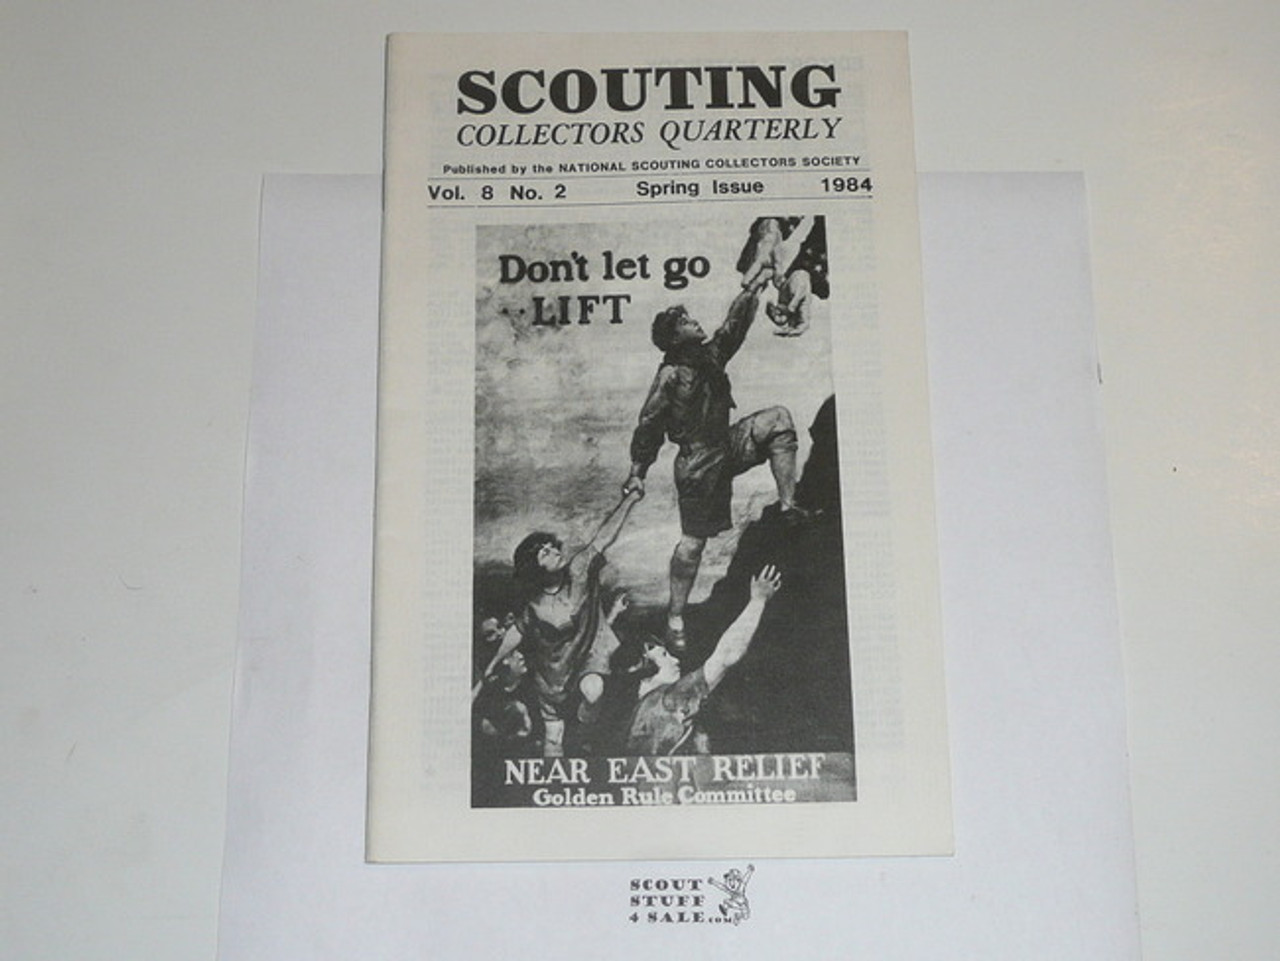 SCOUTING
COLLECTORS QUARTERLY
Published by the NATIONAL SCOUTING COLLECTORS SOCIETY
Vol. 8 No. 2 Spring Issue 1984
Don't let go
··LIFT
NEAR EAST RELIEF
Golden Rule Committee
SCOUT
STUFF
4 SALE.COM